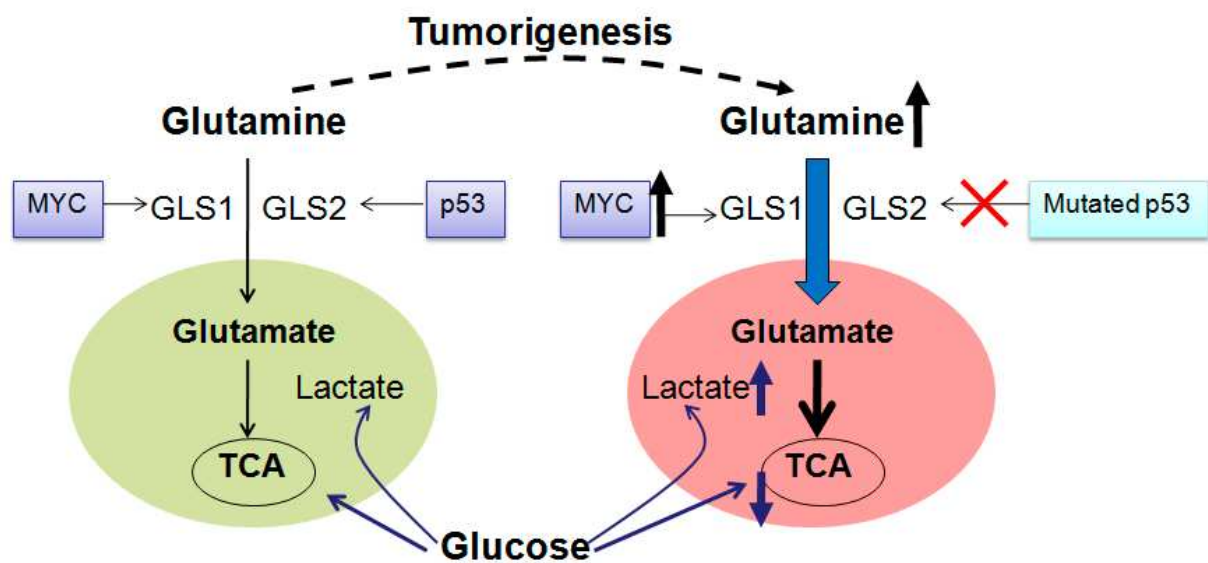 Tumorigenesis
Glutamine
Glutamine
MYC
GLS1
GLS2
p53
MYC
GLS1
GLS2
Mutated p53
Glutamate
Glutamate
Lactate
Lactate
TCA
TCA
Glucose